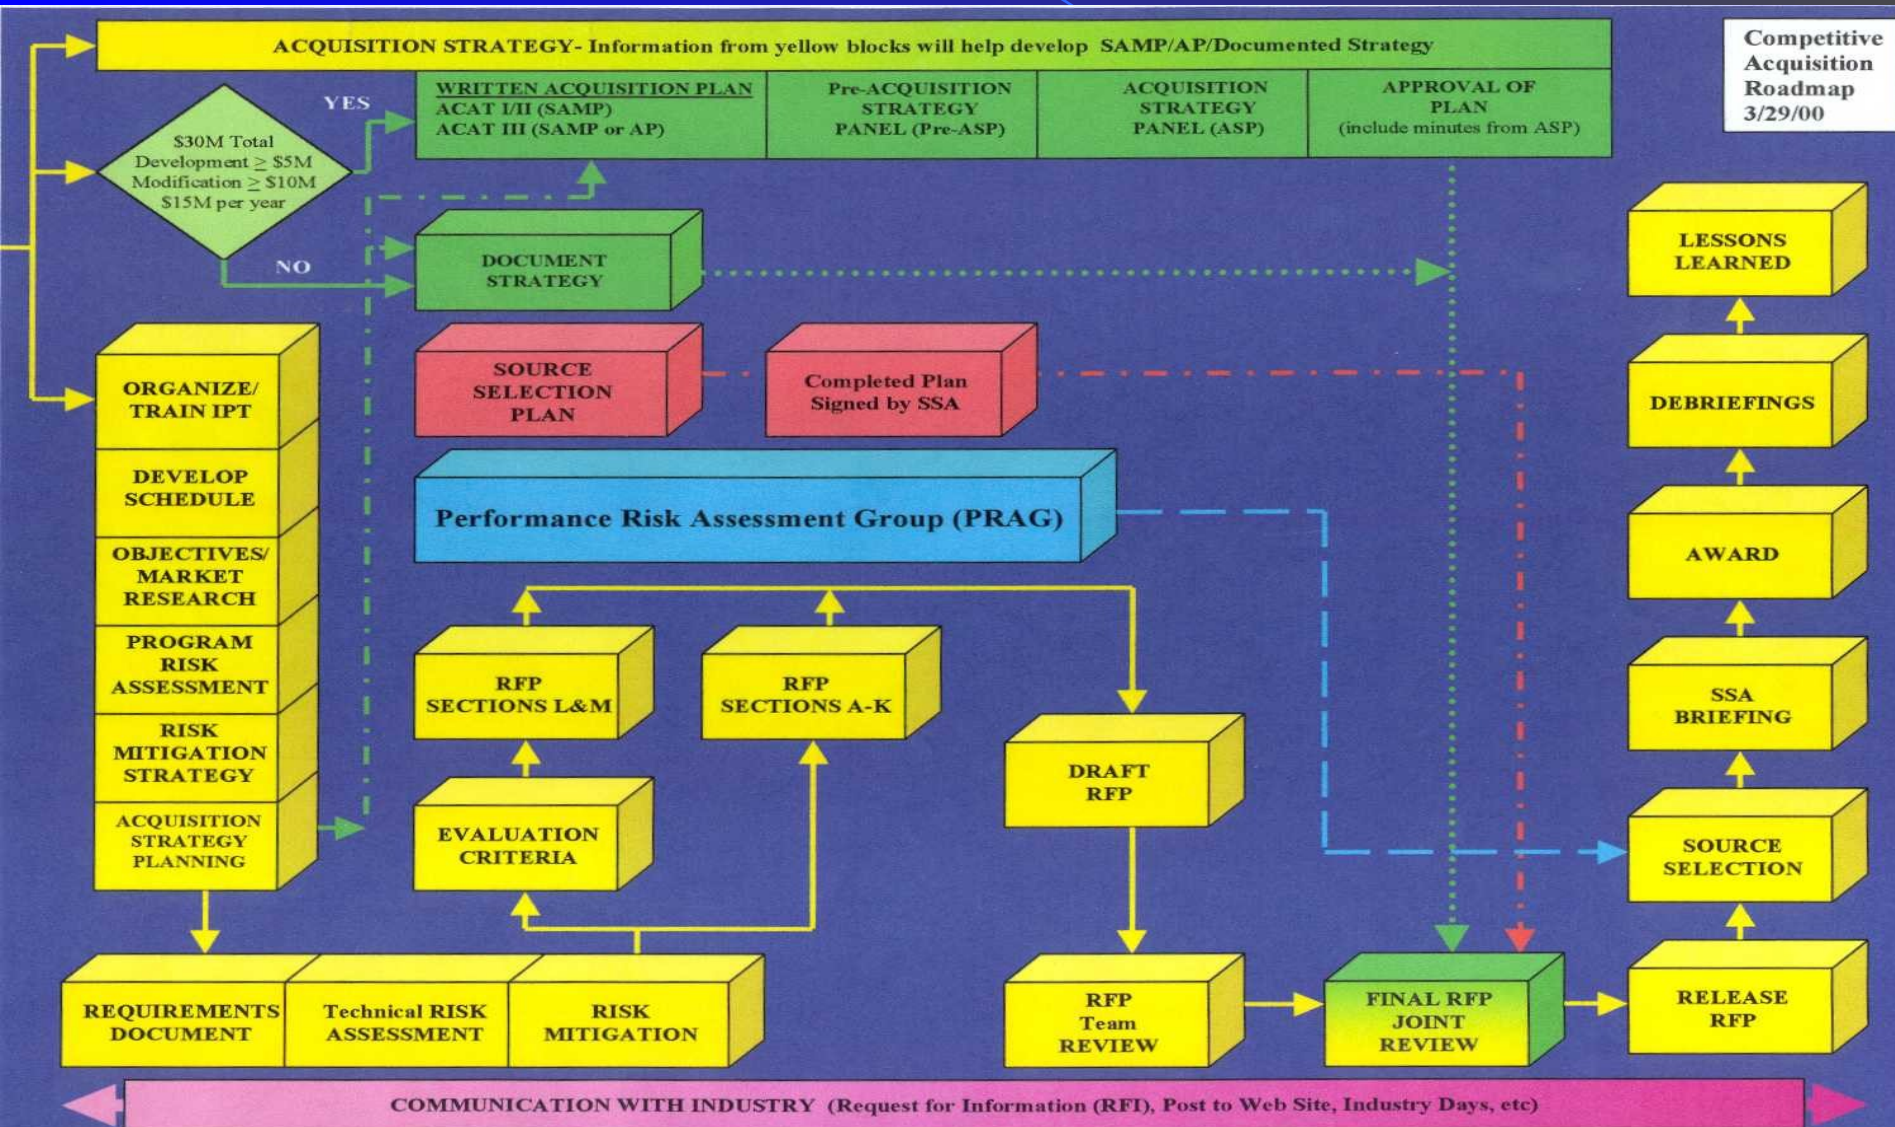 ACQUISITION STRATEGY- Information from yellow blocks will help develop SAMP/AP/Documented Strategy
Competitive
Acquisition
Roadmap
3/29/00
$30M Total
Development ≥ $5M
Modification ≥ $10M
$15M per year
YES
NO
WRITTEN ACQUISITION PLAN
ACAT I/II (SAMP)
ACAT III (SAMP or AP)
Pre-ACQUISITION
STRATEGY
PANEL (Pre-ASP)
ACQUISITION
STRATEGY
PANEL (ASP)
APPROVAL OF
PLAN
(include minutes from ASP)
DOCUMENT
STRATEGY
SOURCE
SELECTION
PLAN
Completed Plan
Signed by SSA
Performance Risk Assessment Group (PRAG)
ORGANIZE/
TRAIN IPT
DEVELOP
SCHEDULE
OBJECTIVES/
MARKET
RESEARCH
PROGRAM
RISK
ASSESSMENT
RISK
MITIGATION
STRATEGY
ACQUISITION
STRATEGY
PLANNING
RFP
SECTIONS L&M
RFP
SECTIONS A-K
EVALUATION
CRITERIA
REQUIREMENTS
DOCUMENT
Technical RISK
ASSESSMENT
RISK
MITIGATION
DRAFT
RFP
RFP
Team
REVIEW
FINAL RFP
JOINT
REVIEW
LESSONS
LEARNED
DEBRIEFINGS
AWARD
SSA
BRIEFING
SOURCE
SELECTION
RELEASE
RFP
COMMUNICATION WITH INDUSTRY (Request for Information (RFI), Post to Web Site, Industry Days, etc)